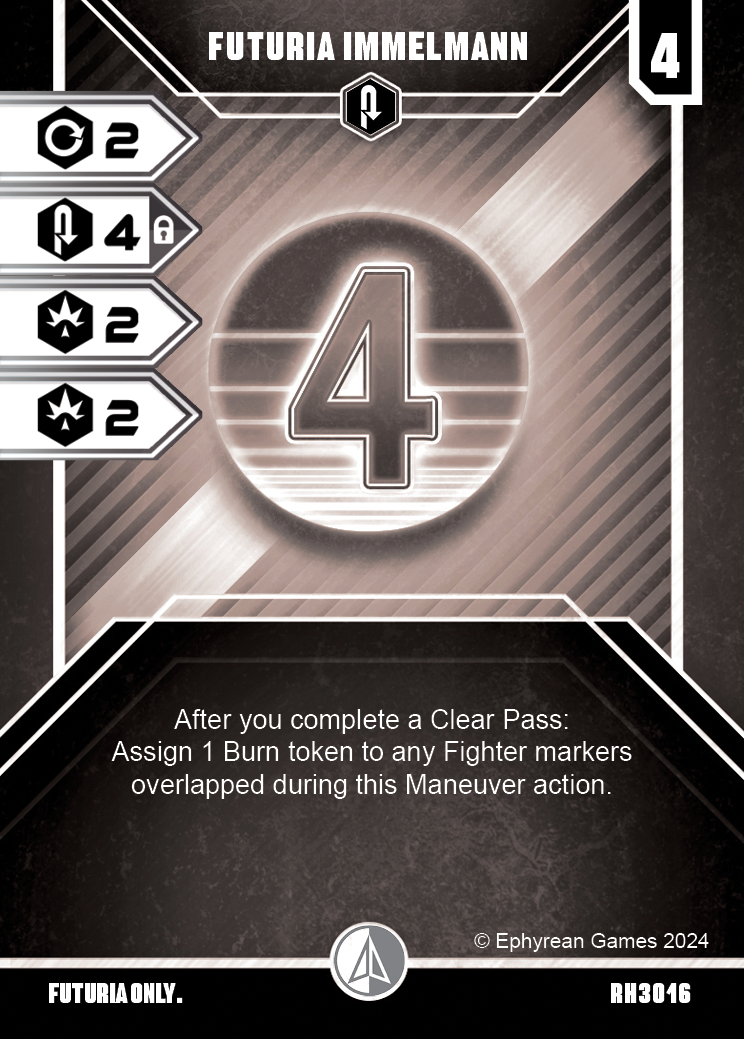 FUTURIA IMMELMANN
4
2
4
2
2
4
After you complete a Clear Pass:
Assign 1 Burn token to any Fighter markers
overlapped during this Maneuver action.
© Ephyrean Games 2024
FUTURIA ONLY.
RH3016